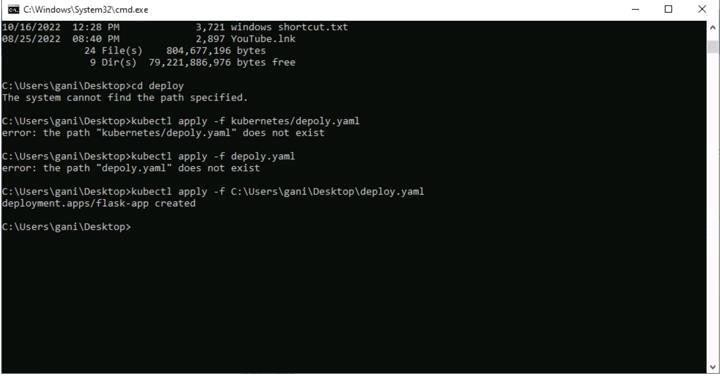 C:\Windows\System32\cmd.exe
10/16/2022  12:28 PM             3,721 windows shortcut.txt
08/25/2022  08:40 PM             2,897 YouTube.lnk
              24 File(s)    804,677,196 bytes
               9 Dir(s)  79,221,886,976 bytes free
C:\Users\gani\Desktop>cd deploy
The system cannot find the path specified.
C:\Users\gani\Desktop>kubectl apply -f kubernetes/depoly.yaml
error: the path "kubernetes/depoly.yaml" does not exist
C:\Users\gani\Desktop>kubectl apply -f depoly.yaml
error: the path "depoly.yaml" does not exist
C:\Users\gani\Desktop>kubectl apply -f C:\Users\gani\Desktop\deploy.yaml
deployment.apps/flask-app created
C:\Users\gani\Desktop>